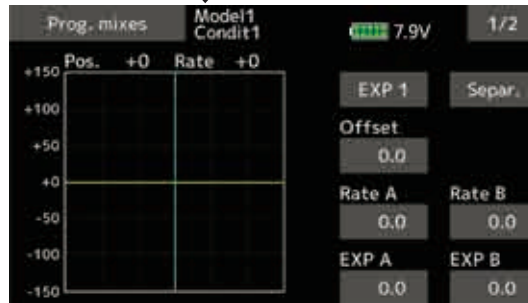 Prog. mixes Model1 7.9V 1/2
Condit1
Pos. +0 Rate +0
+150
EXP 1 Separ.
+100
Offset
+50
0.0
+0
Rate A Rate B
-50
0.0 0.0
-100
EXP A EXP B
-150
0.0 0.0